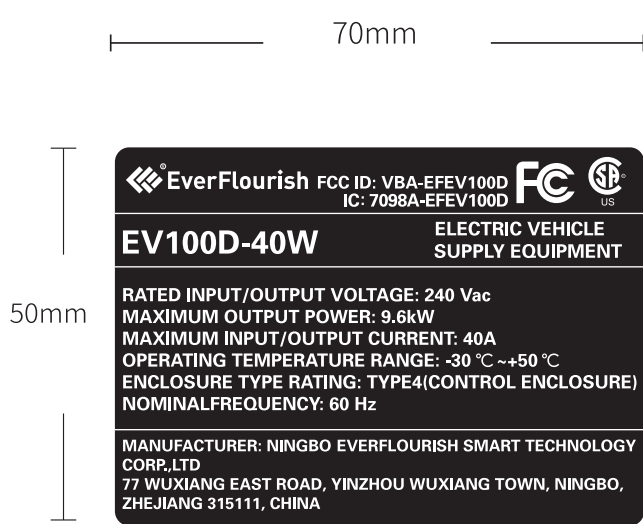 70mm
50mm
EverFlourish FCC ID: VBA-EFEV100D FC SA
IC: 7098A-EFEV100D US
EV100D-40W
ELECTRIC VEHICLE
SUPPLY EQUIPMENT
RATED INPUT/OUTPUT VOLTAGE: 240 Vac
MAXIMUM OUTPUT POWER: 9.6kW
MAXIMUM INPUT/OUTPUT CURRENT: 40A
OPERATING TEMPERATURE RANGE: -30 ℃~+50℃
ENCLOSURE TYPE RATING: TYPE4(CONTROL ENCLOSURE)
NOMINALFREQUENCY: 60 Hz
MANUFACTURER: NINGBO EVERFLOURISH SMART TECHNOLOGY
CORP.,LTD
77 WUXIANG EAST ROAD, YINZHOU WUXIANG TOWN, NINGBO,
ZHEJIANG 315111, CHINA